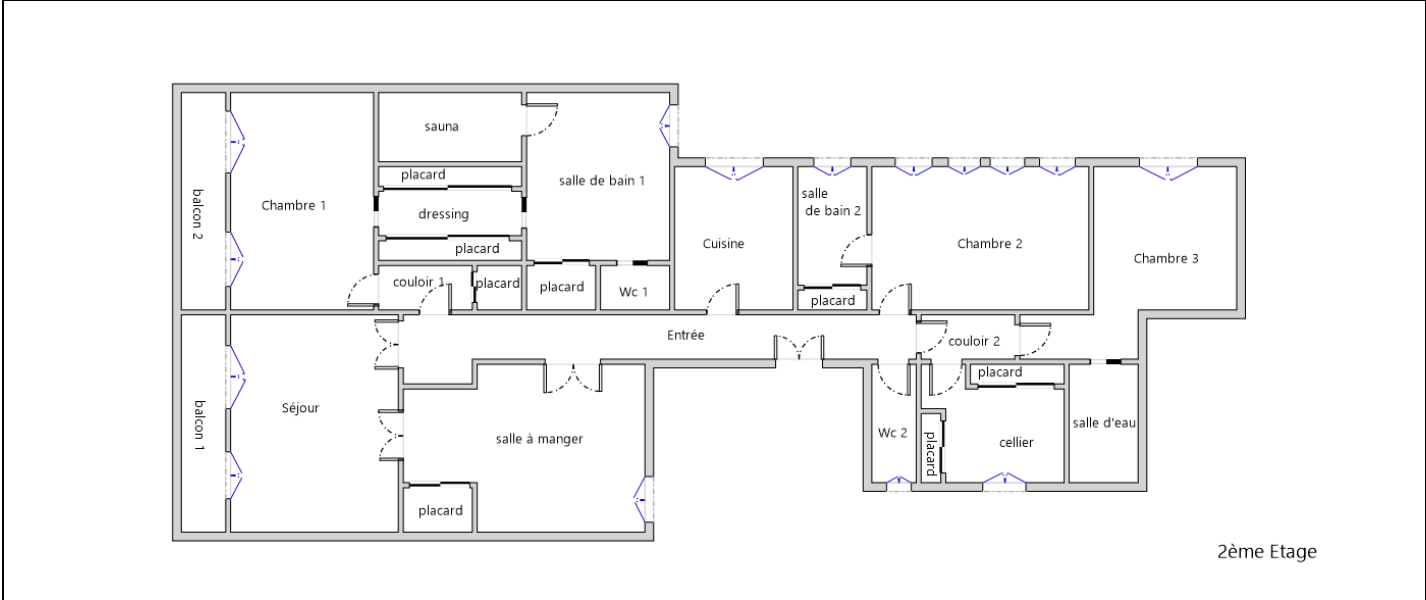 sauna
placard
salle de bain 1
balcon 2
Chambre 1
dressing
salle
de bain 2
Cuisine
Chambre 2
placard
Chambre 3
couloir 1
placard
placard
Wc 1
placard
Entrée
couloir 2
placard
Séjour
balcon 1
salle à manger
Wc 2
placard
cellier
salle d'eau
placard
2ème Etage